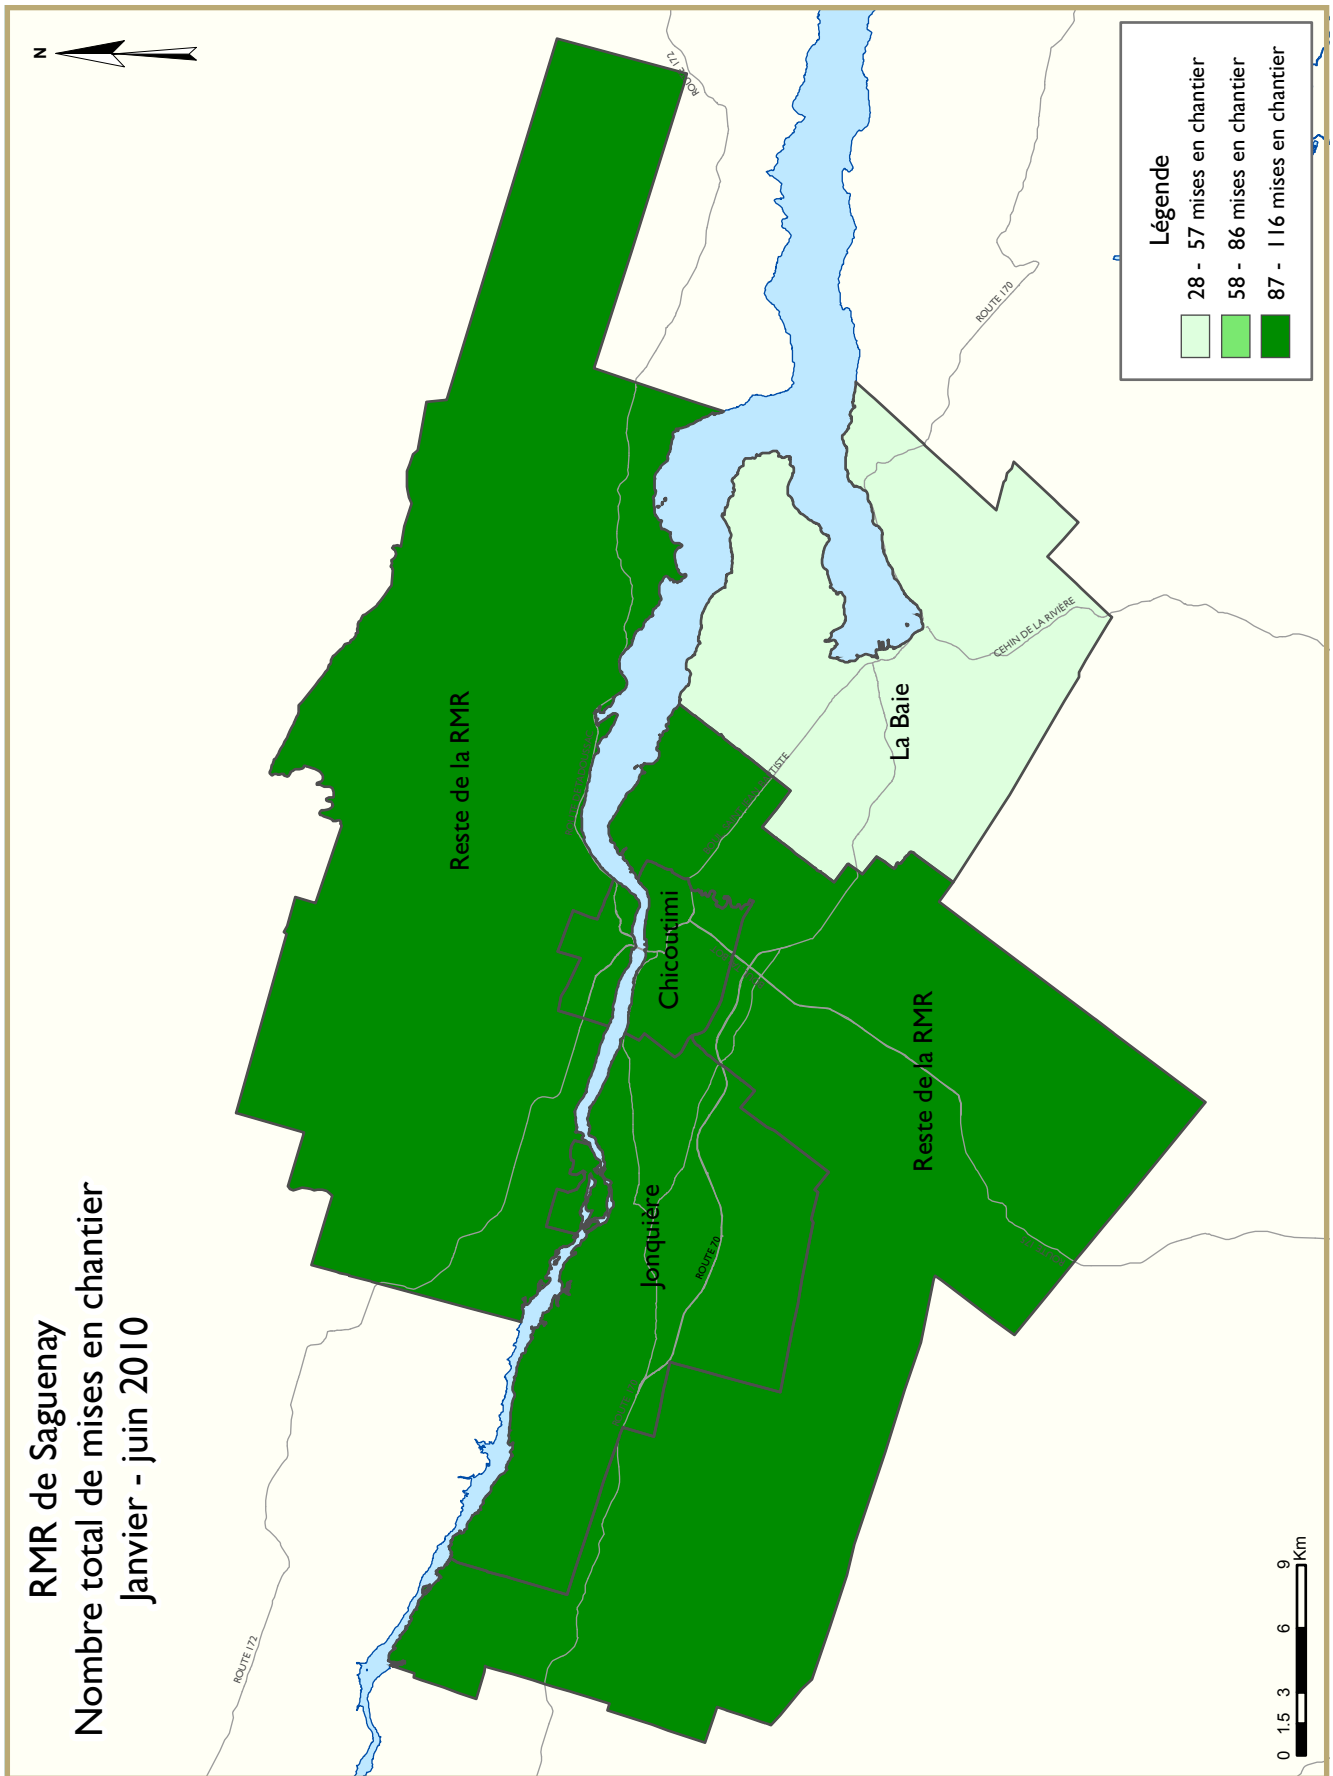 RMR de Saguenay
Nombre total de mises en chantier
Janvier - juin 2010
N
ROUTE 172
ROUTE 172
Reste de la RMR
Chicoutimi
Jonquière
ROUTE 70
La Baie
Reste de la RMR
ROUTE 170
CEHIN DE LA RIVIÈRE
TISTE
Légende
28 - 57 mises en chantier
58 - 86 mises en chantier
87 - 116 mises en chantier
0 1.5 3 6 9
Km